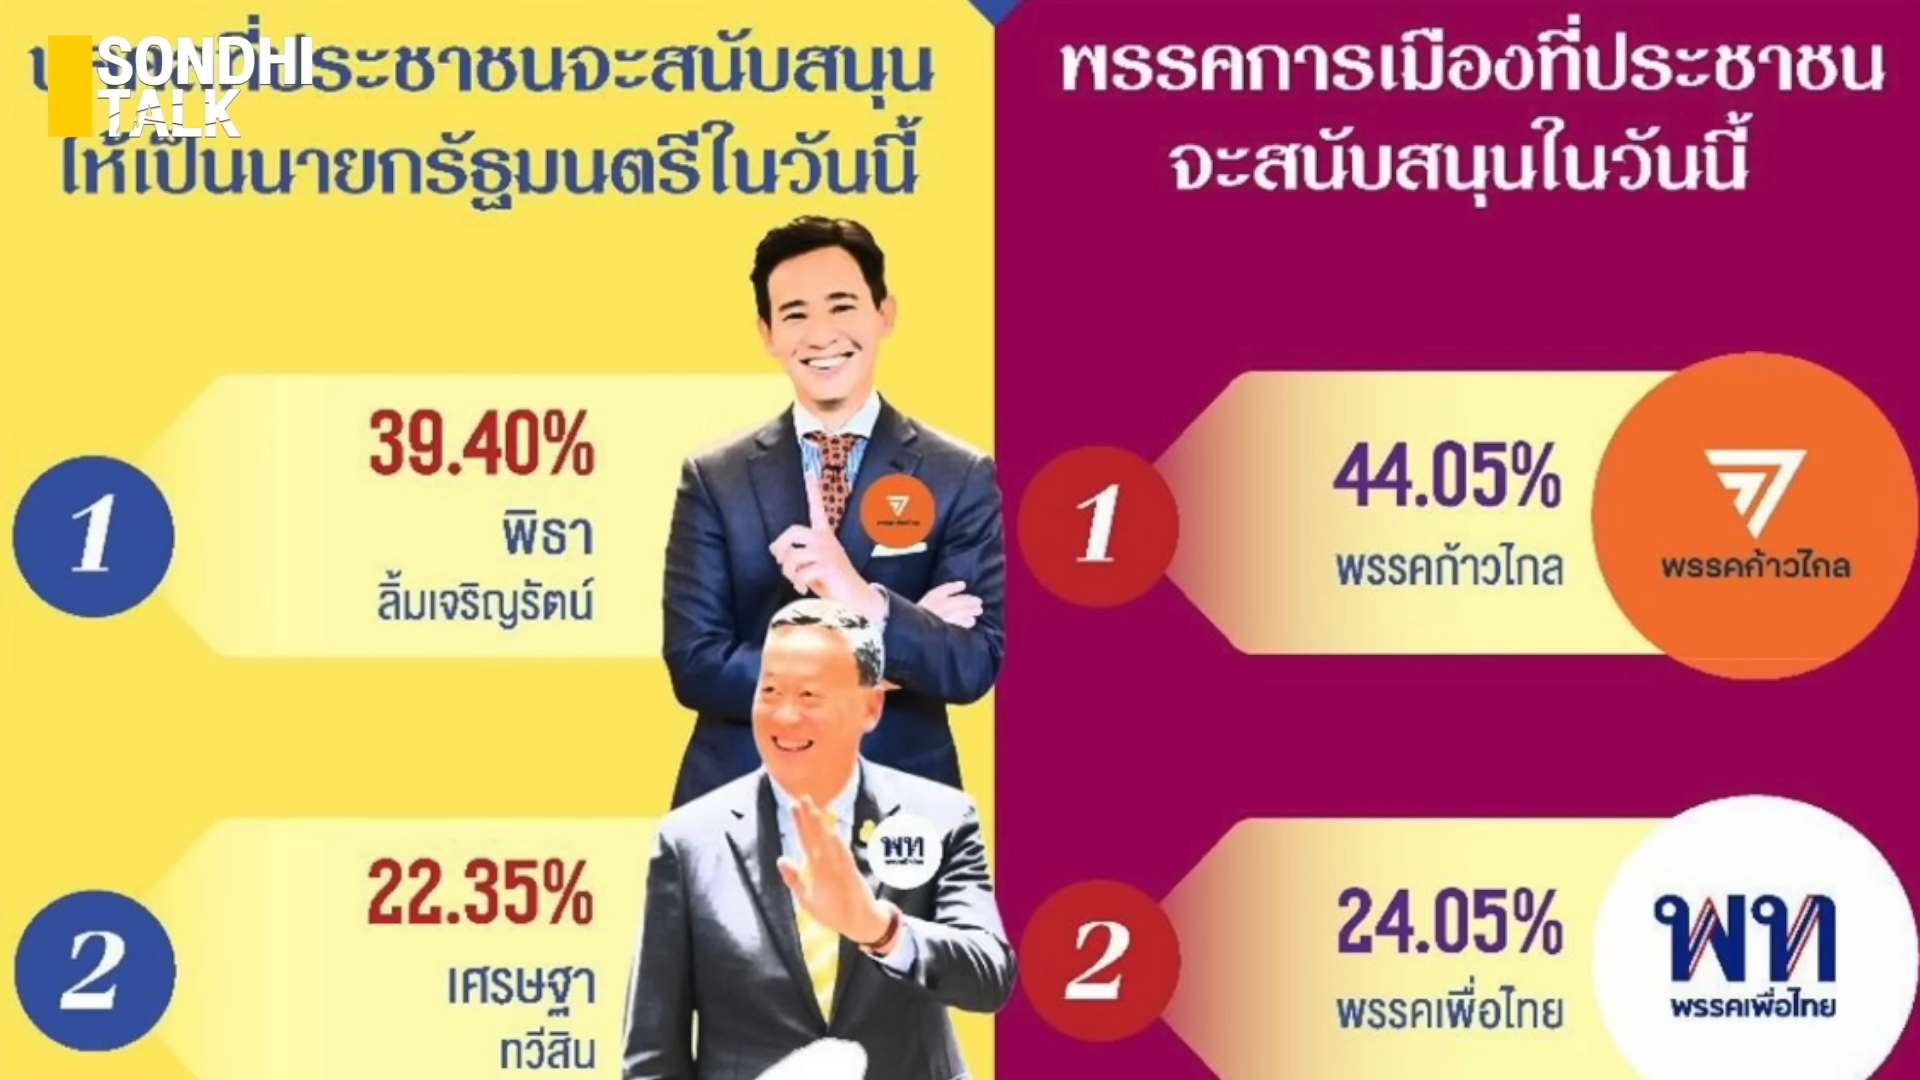 SONDHI
TALK
ที่ประชาชนจะสนับสนุน
ให้เป็นนายกรัฐมนตรีในวันนี้
1
39.40%
พิธา
ลิ้มเจริญรัตน์
2
22.35%
เศรษฐา
ทวีสิน
พท
พรรคการเมืองที่ประชาชน
จะสนับสนุนในวันนี้
1
44.05%
พรรคก้าวไกล
พรรคก้าวไกล
2
24.05%
พรรคเพื่อไทย
พท
พรรคเพื่อไทย